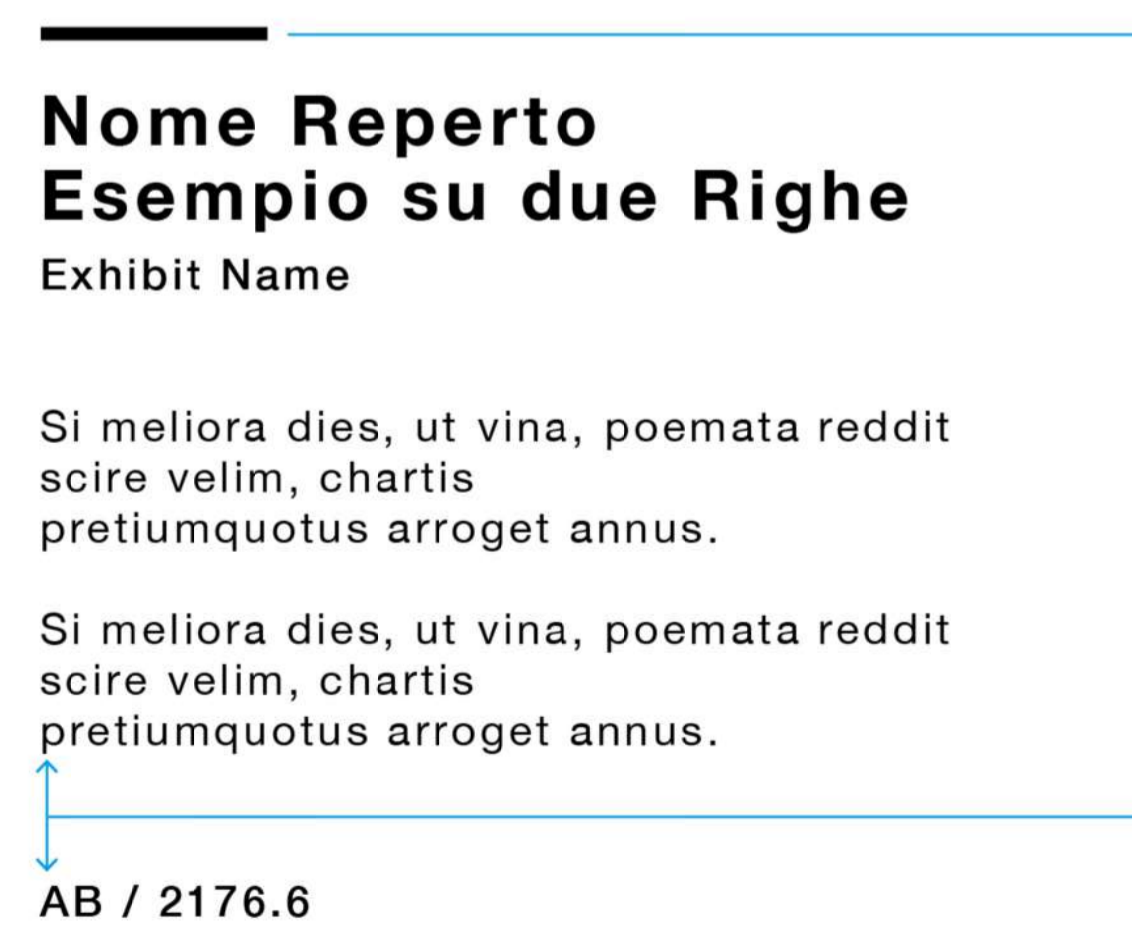 Nome Reperto
Esempio su due Righe
Exhibit Name
Si meliora dies, ut vina, poemata reddit
scire velim, chartis
pretiumquotus arroget annus.
Si meliora dies, ut vina, poemata reddit
scire velim, chartis
pretiumquotus arroget annus.
AB / 2176.6